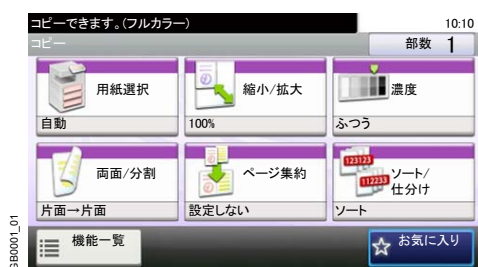 コピーできます。(フルカラー)
10:10
コピー
部数 1
用紙選択
自動
縮小/拡大
100%
濃度
ふつう
両面/分割
片面→片面
ページ集約
設定しない
123123
112233
ソート/
仕分け
ソート
機能一覧
お気に入り
GB0001_01